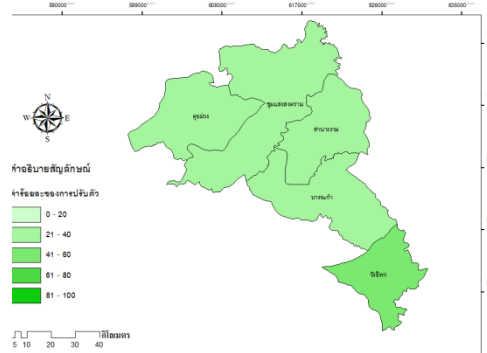 590000
599000
608000
617000
626000
635000
N
W E
S
คุยม่วง
ชุมแสงสงคราม
ท่านางงาม
บางระกำ
วังอิทก
คำอธิบายสัญลักษณ์
ค่าร้อยละของการปรับตัว
0 - 20
21 - 40
41 - 60
61 - 80
81 - 100
5 10 20 30 40 กิโลเมตร